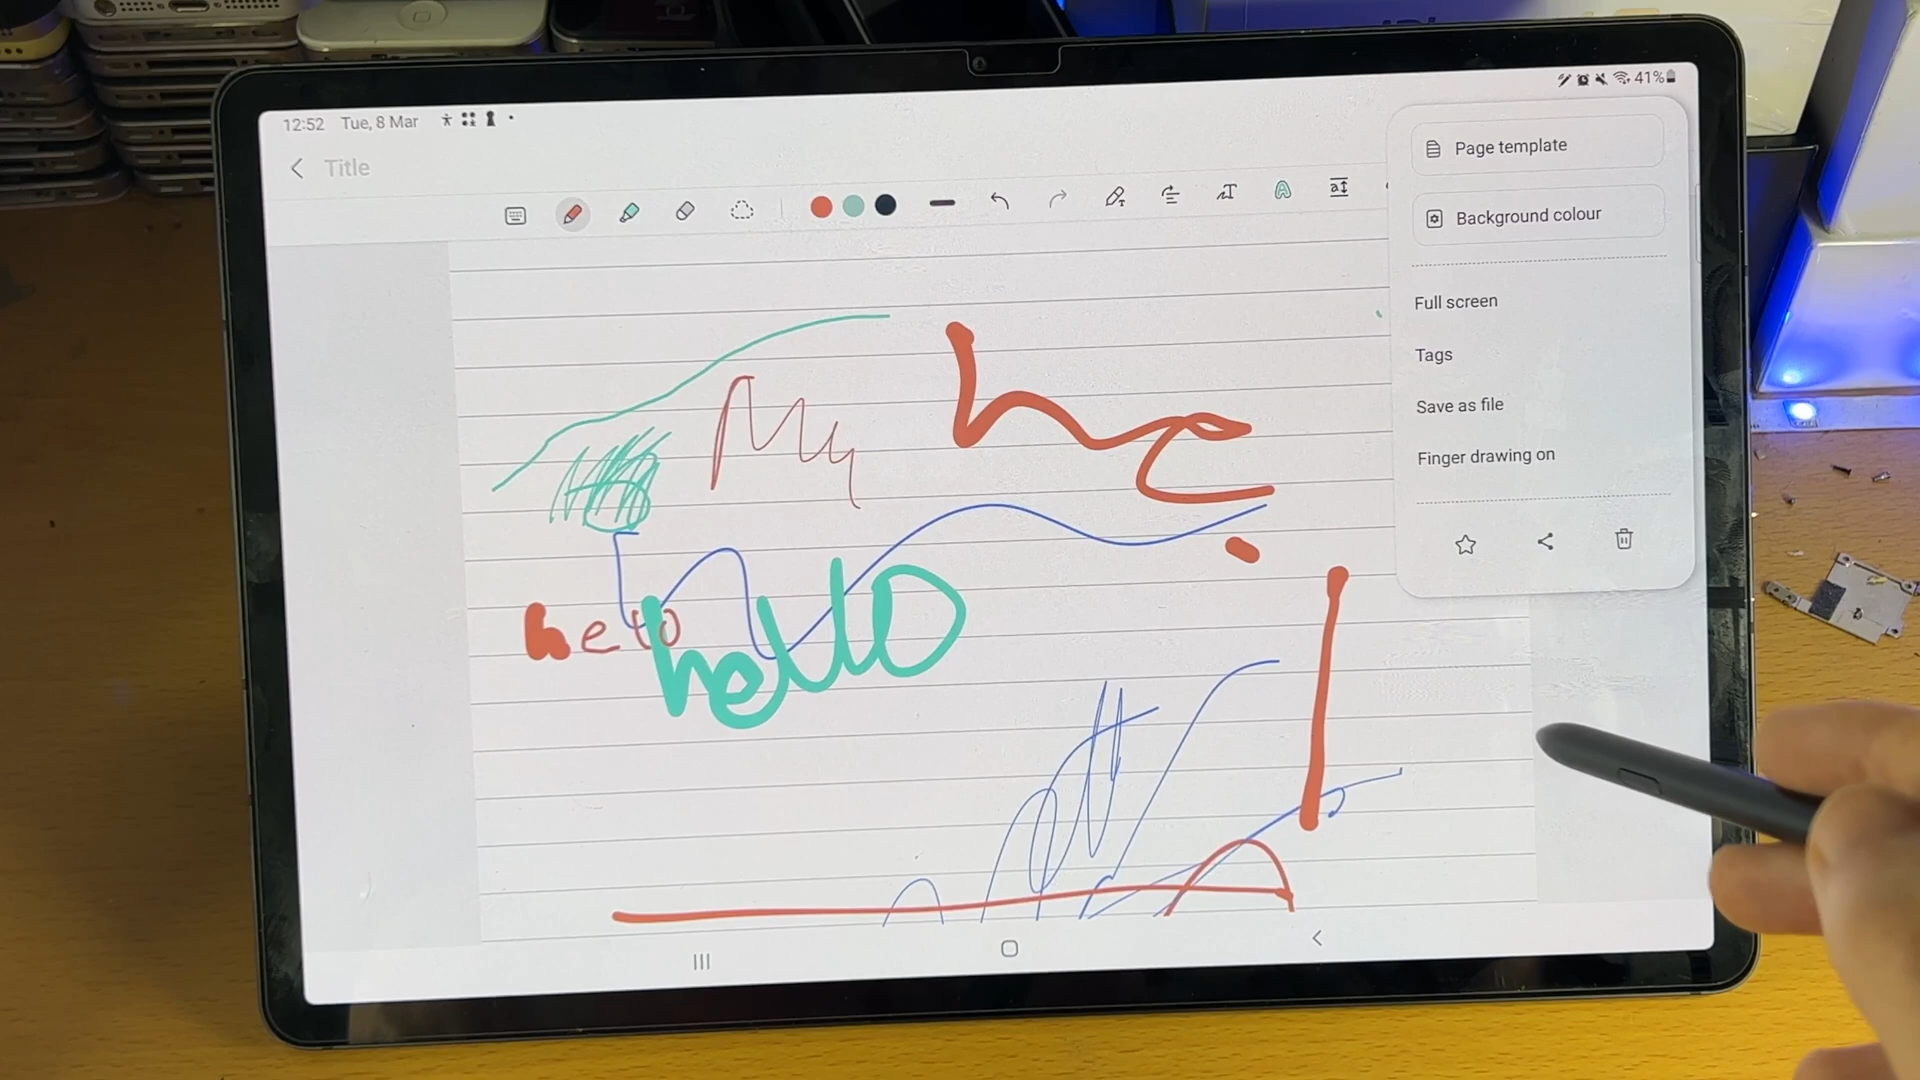 41%
12:52 Tue, 8 Mar
Title
Page template
Background colour
Full screen
Tags
Save as file
Finger drawing on
hello
hello